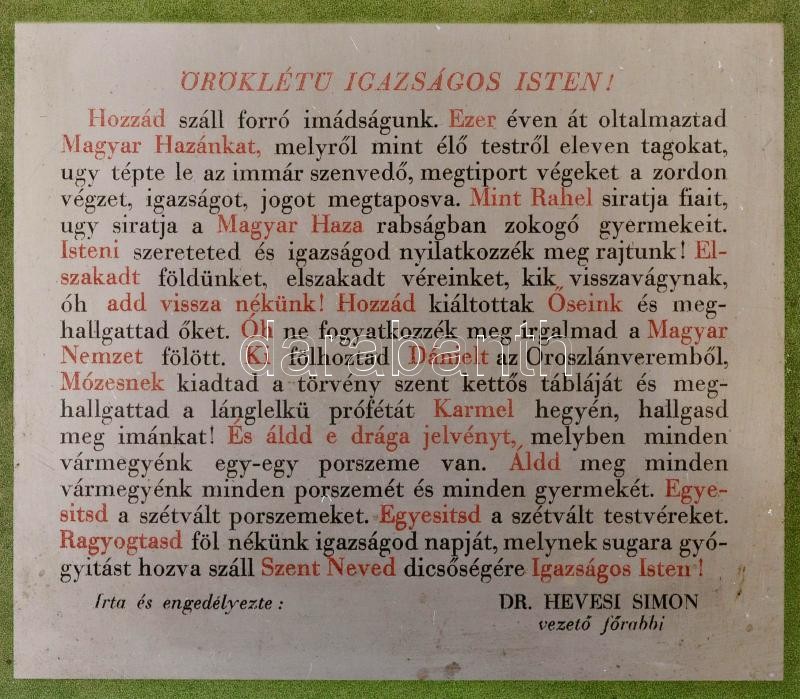 ÖRÖKLÉTÜ IGAZSÁGOS ISTEN!
Hozzád száll forró imádságunk. Ezer éven át oltalmaztad
Magyar Hazánkat, melyről mint élő testről eleven tagokat,
ugy tépte le az immár szenvedő, megtiport végeket a zordon
végzet, igazságot, jogot megtaposva. Mint Rahel siratja fiait,
ugy siratja a Magyar Haza rabságban zokogó gyermekeit.
Isteni szereteted és igazságod nyilatkozzék meg rajtunk! El-
szakadt földünket, elszakadt véreinket, kik visszavágynak,
óh add vissza nékünk! Hozzád kiáltottak Őseink és meg-
hallgattad őket. Óh ne fogyatkozzék meg irgalmad a Magyar
Nemzet fölött. Ki fölhoztad Dánielt az Oroszlánveremből,
Mózesnek kiadtad a törvény szent kettős tábláját és meg-
hallgattad a lánglelkü prófétát Karmel hegyén, hallgasd
meg imánkat! És áldd e drága jelvényt, melyben minden
vármegyénk egy-egy porszeme van. Áldd meg minden
vármegyénk minden porszemét és minden gyermekét. Egye-
sitsd a szétvált porszemeket. Egyesitsd a szétvált testvéreket.
Ragyogtasd föl nékünk igazságod napját, melynek sugara gyó-
gyitást hozva száll Szent Neved dicsőségére Igazságos Isten!
Irta és engedélyezte: DR. HEVESI SIMON
vezető főrabbi
darabanth